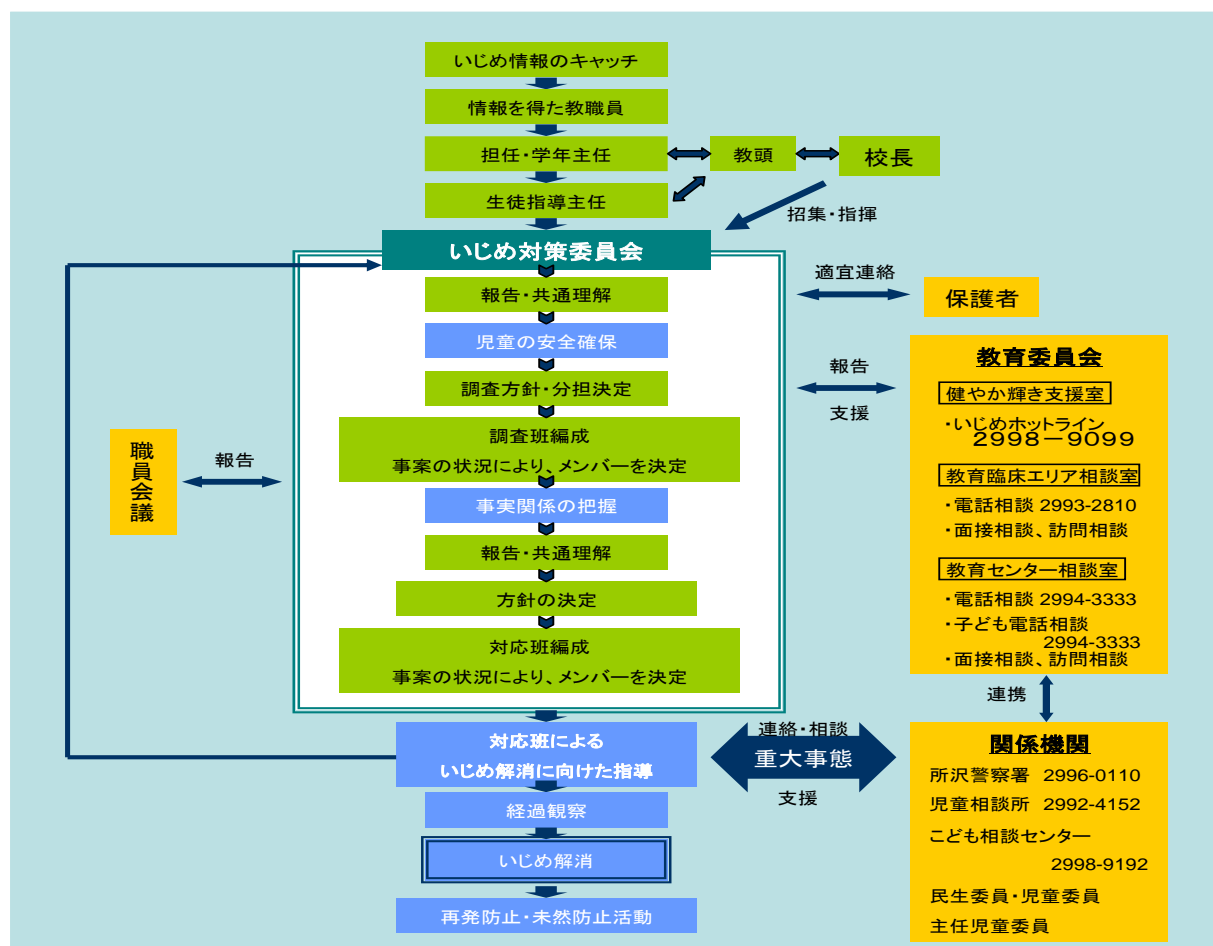 いじめ情報のキャッチ
情報を得た教職員
担任・学年主任
教頭
校長
生徒指導主任
招集・指揮
いじめ対策委員会
報告・共通理解
児童の安全確保
調査方針・分担決定
調査班編成
事案の状況により、メンバーを決定
事実関係の把握
報告・共通理解
方針の決定
対応班編成
事案の状況により、メンバーを決定
職員会議
報告
適宜連絡
保護者
報告
支援
教育委員会
健やか輝き支援室
・いじめホットライン
2998－9099
教育臨床エリア相談室
・電話相談 2993-2810
・面接相談、訪問相談
教育センター相談室
・電話相談 2994-3333
・子ども電話相談
2994-3333
・面接相談、訪問相談
連携
対応班による
いじめ解消に向けた指導
連絡・相談
重大事態
支援
関係機関
所沢警察署 2996-0110
児童相談所 2992-4152
こども相談センター
2998-9192
民生委員・児童委員
主任児童委員
経過観察
いじめ解消
再発防止・未然防止活動